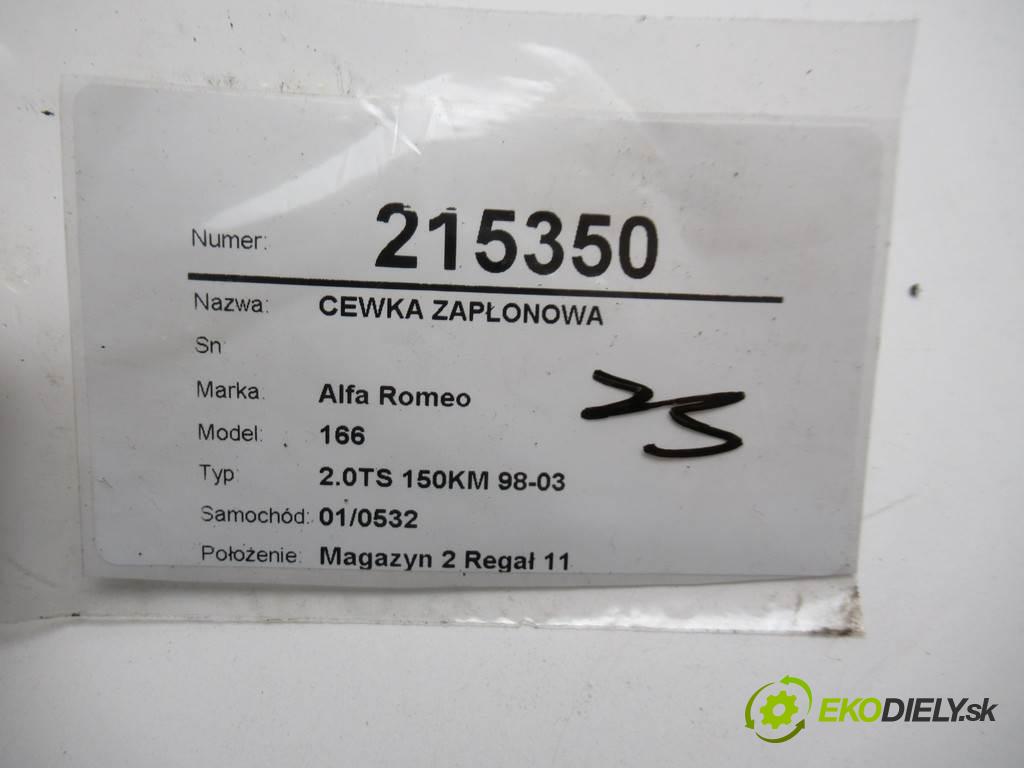 Numer: 215350
Nazwa: CEWKA ZAPŁONOWA
Sn
Marka: Alfa Romeo
Model: 166
Typ: 2.0TS 150KM 98-03
Samochód: 01/0532
Położenie: Magazyn 2 Regał 11
EKODIELY.sk